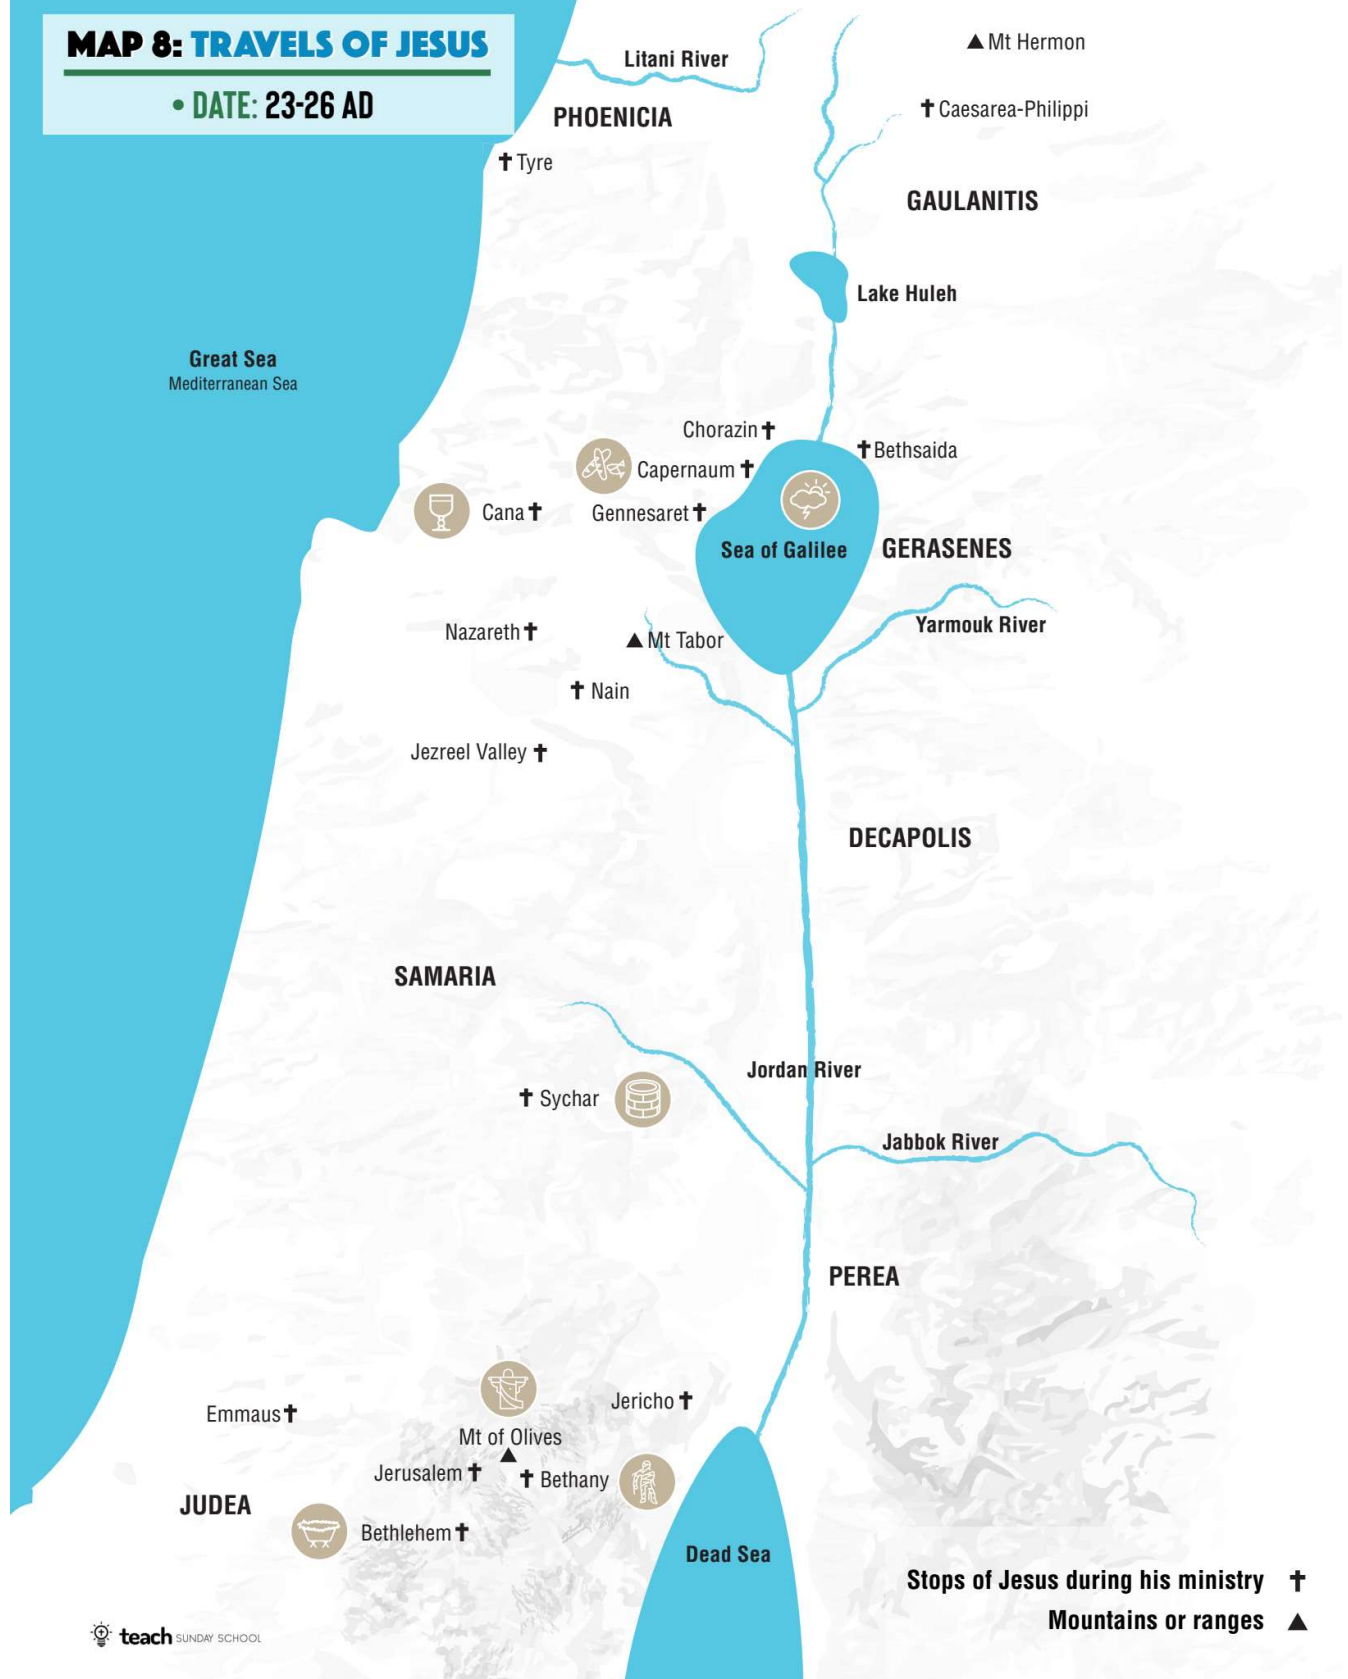 MAP 8: TRAVELS OF JESUS
• DATE: 23-26 AD
Litani River
Mt Hermon
Caesarea-Philippi
PHOENICIA
Tyre
GAULANITIS
Lake Huleh
Great Sea
Mediterranean Sea
Chorazin
Bethsaida
Capernaum
Cana
Gennesaret
Sea of Galilee
GERASENES
Yarmouk River
Nazareth
Mt Tabor
Nain
Jezreel Valley
DECAPOLIS
SAMARIA
Jordan River
Sychar
Jabbok River
PEREA
Jericho
Emmaus
Mt of Olives
Jerusalem
Bethany
JUDEA
Bethlehem
Dead Sea
Stops of Jesus during his ministry
Mountains or ranges
teach SUNDAY SCHOOL